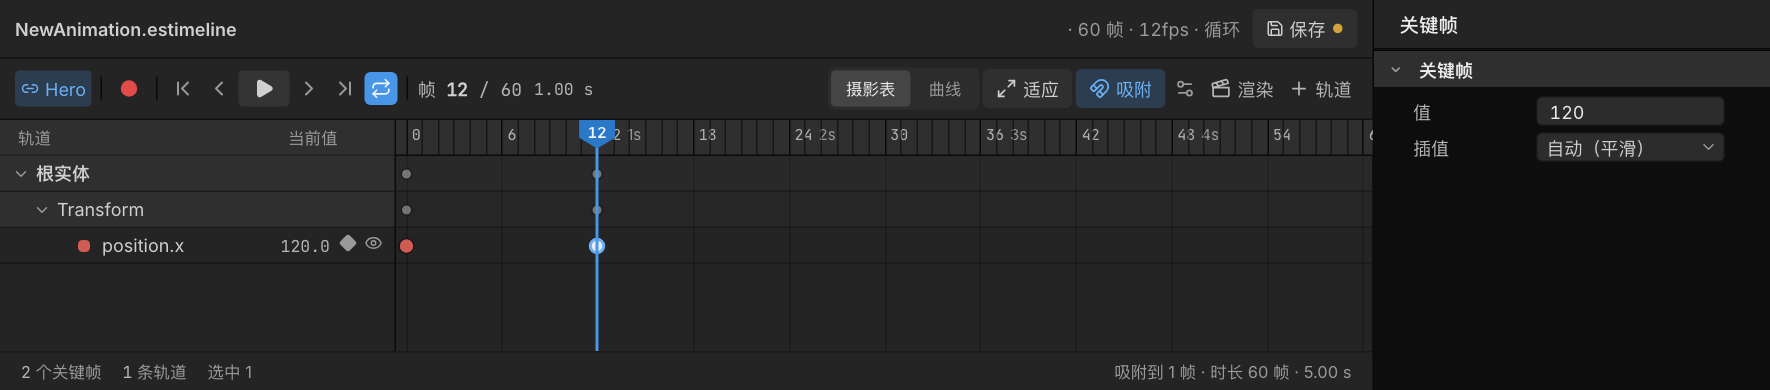 NewAnimation.estimeline
· 60 帧 · 12fps · 循环 保存
关键帧
Hero 帧 12 / 60 1.00 s 摄影表 曲线 适应 吸附 渲染 轨道
关键帧
轨道 当前值 0 6 12 2 1s 18 24 2s 30 36 3s 42 48 4s 54
值 120
插值 自动（平滑）
根实体
Transform
position.x 120.0
2 个关键帧 1 条轨道 选中 1 吸附到 1 帧 · 时长 60 帧 · 5.00 s